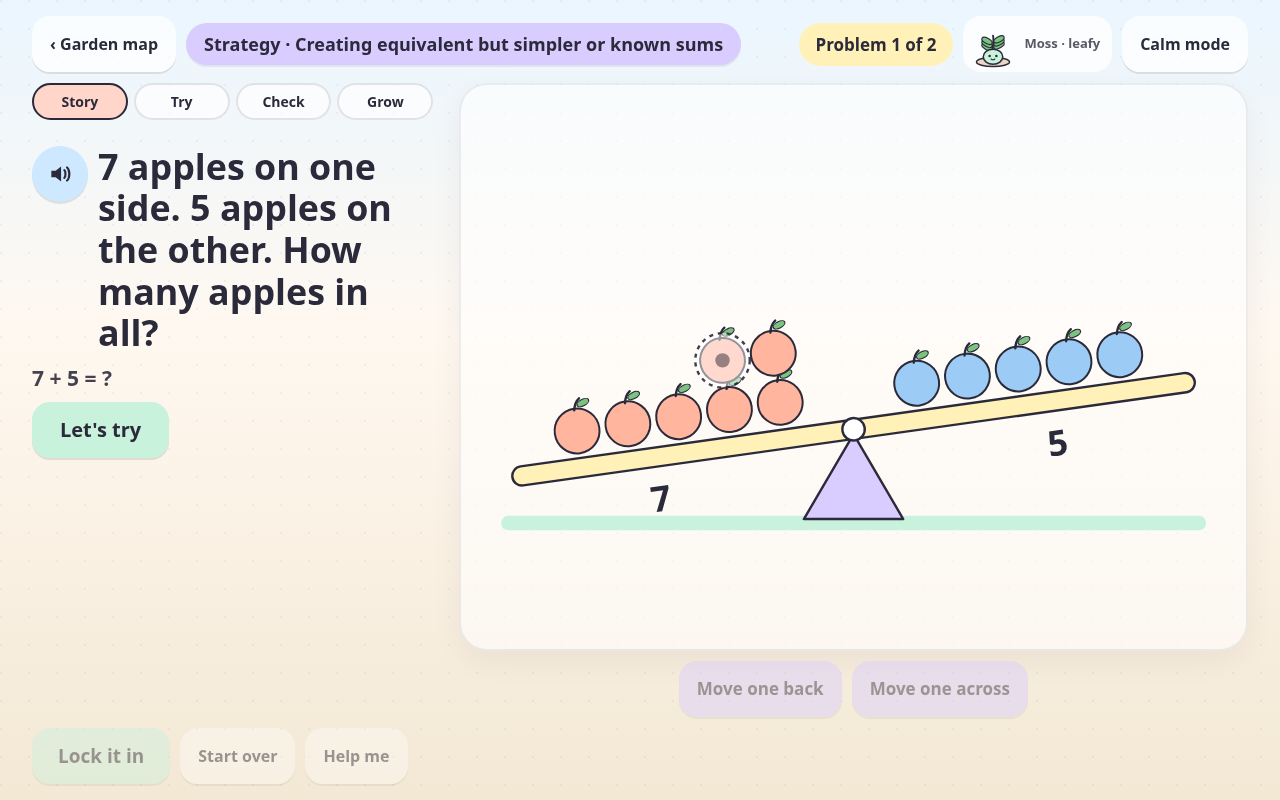 ‹ Garden map
Strategy · Creating equivalent but simpler or known sums
Problem 1 of 2
Moss · leafy
Calm mode
Story
Try
Check
Grow
7 apples on one
side. 5 apples on
the other. How
many apples in
all?
7 + 5 = ?
Let's try
7
5
Move one back
Move one across
Lock it in
Start over
Help me